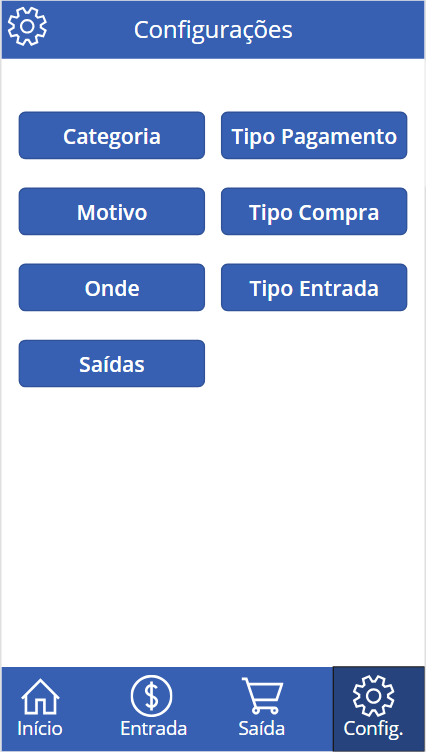 Configurações
Categoria
Tipo Pagamento
Motivo
Tipo Compra
Onde
Tipo Entrada
Saídas
Início
Entrada
Saída
Config.